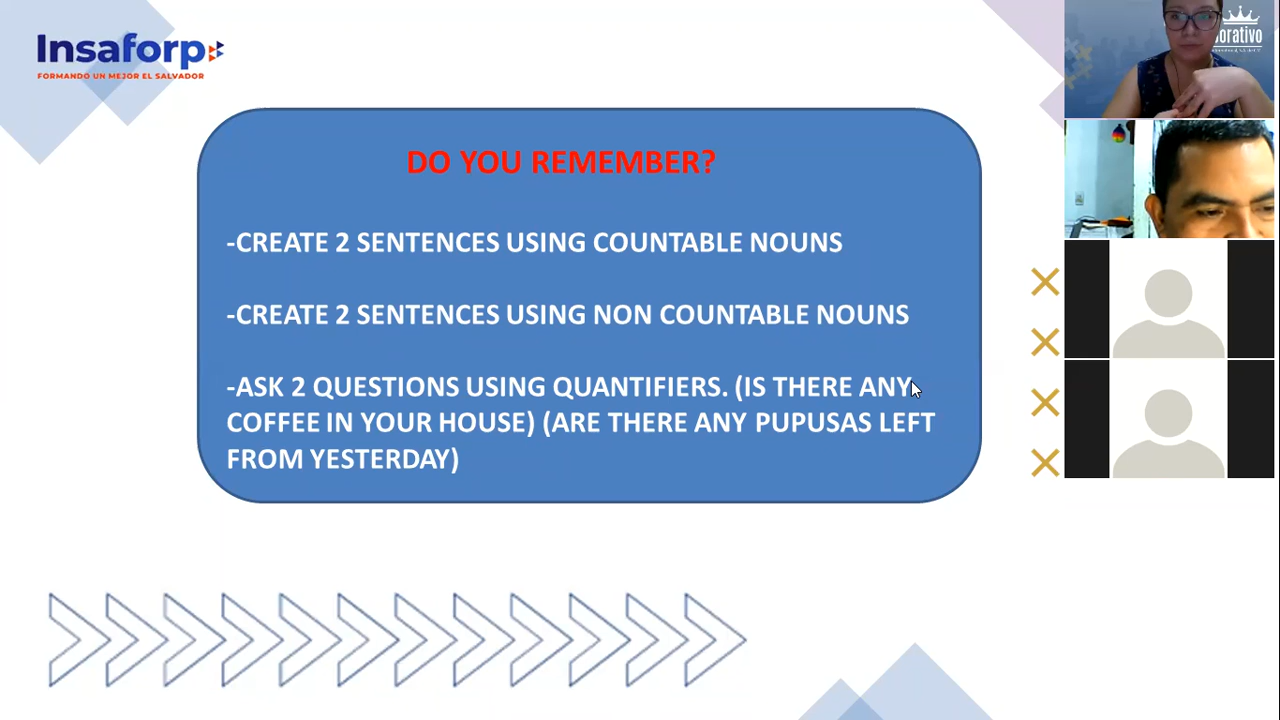 Insaforp
FORMANDO UN MEJOR EL SALVADOR
DO YOU REMEMBER?
-CREATE 2 SENTENCES USING COUNTABLE NOUNS
-CREATE 2 SENTENCES USING NON COUNTABLE NOUNS
-ASK 2 QUESTIONS USING QUANTIFIERS. (IS THERE ANY
COFFEE IN YOUR HOUSE) (ARE THERE ANY PUPUSAS LEFT
FROM YESTERDAY)
orativo